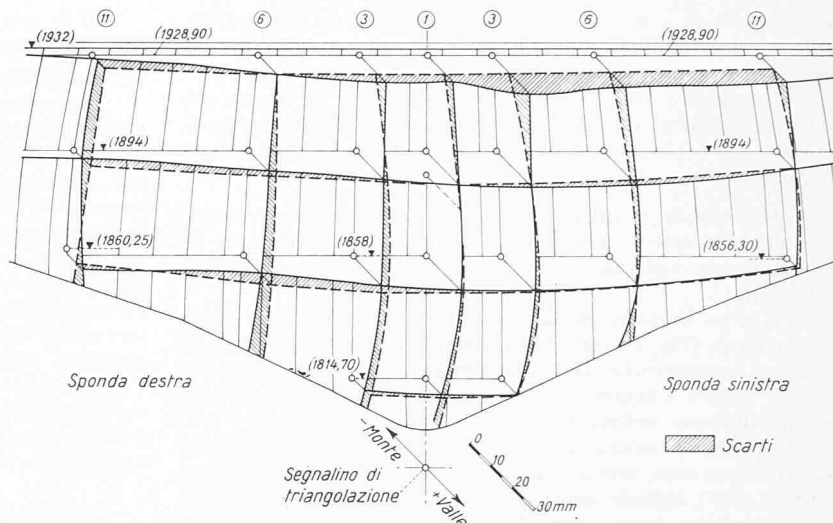 11 6 3 1 3 6 11
(1932) (1928,90) (1928,90)
(1894) (1894)
(1860,25) (1858) (1856,30)
(1814,70)
Sponda destra Sponda sinistra
-Monte
Segnalino di
triangolazione
+Valle
0
10
20
30mm
Scarti